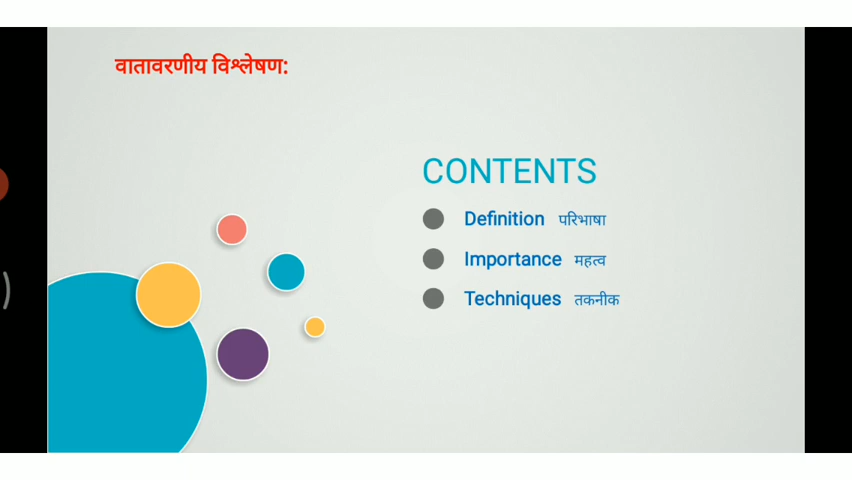 वातावरणीय विश्लेषण:
CONTENTS
Definition परिभाषा
Importance महत्व
Techniques तकनीक